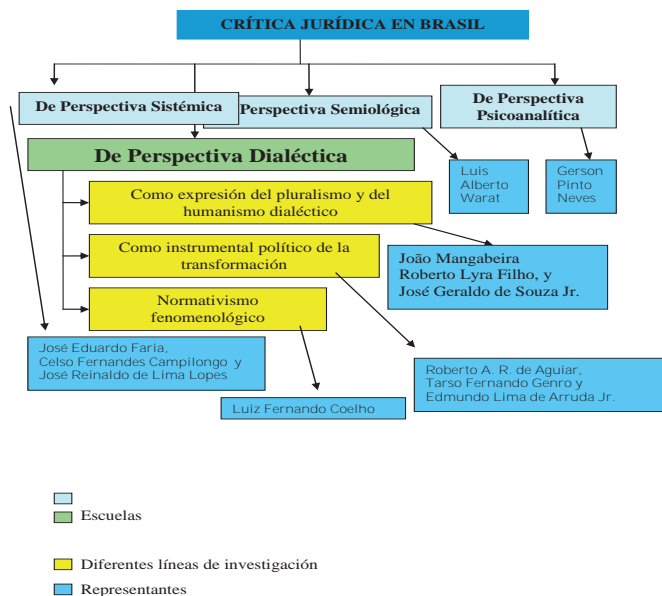 CRÍTICA JURÍDICA EN BRASIL
De Perspectiva Sistémica
Perspectiva Semiológica
De Perspectiva
Psicoanalítica
De Perspectiva Dialéctica
Luis
Alberto
Warat
Gerson
Pinto
Neves
Como expresión del pluralismo y del
humanismo dialéctico
Como instrumental político de la
transformación
João Mangabeira
Roberto Lyra Filho, y
José Geraldo de Souza Jr.
Normativismo
fenomenológico
José Eduardo Faria,
Celso Fernandes Campilongo y
José Reinaldo de Lima Lopes
Roberto A. R. de Aguiar,
Tarso Fernando Genro y
Edmundo Lima de Arruda Jr.
Luiz Fernando Coelho
Escuelas
Diferentes líneas de investigación
Representantes